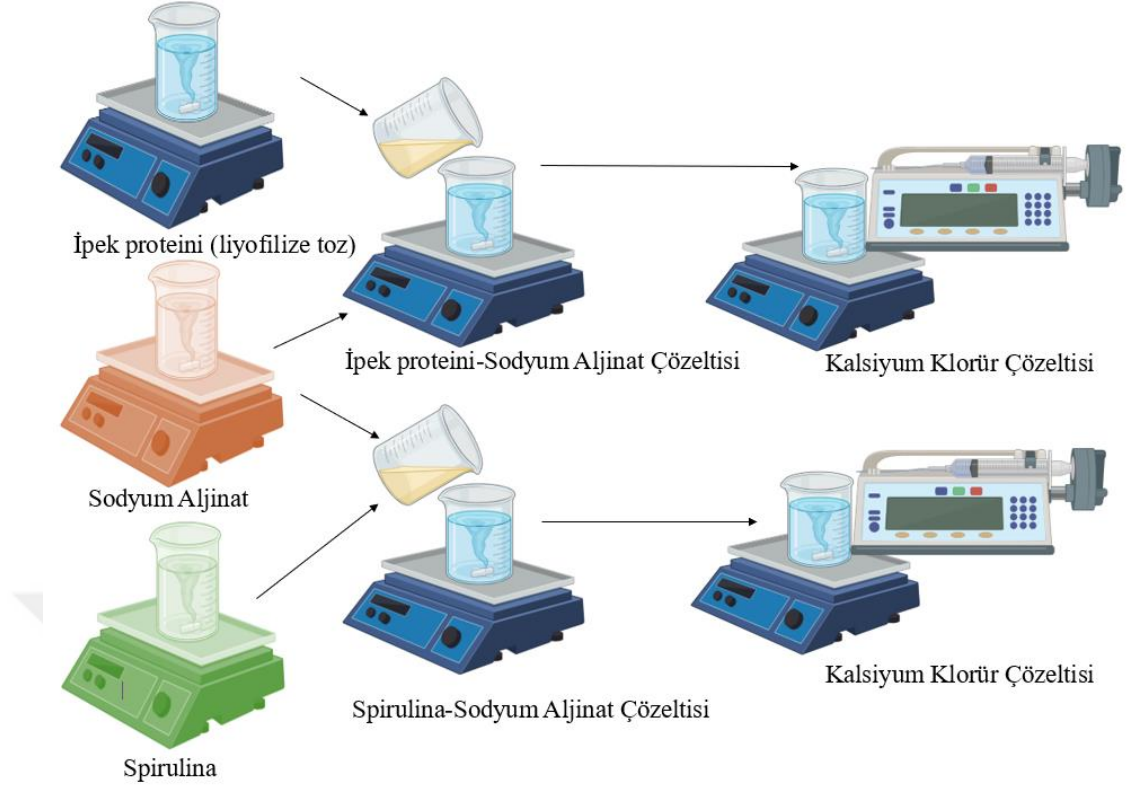 İpek proteini (liyofilize toz)
İpek proteini-Sodyum Aljinat Çözeltisi
Kalsiyum Klorür Çözeltisi
Sodyum Aljinat
Spirulina-Sodyum Aljinat Çözeltisi
Kalsiyum Klorür Çözeltisi
Spirulina